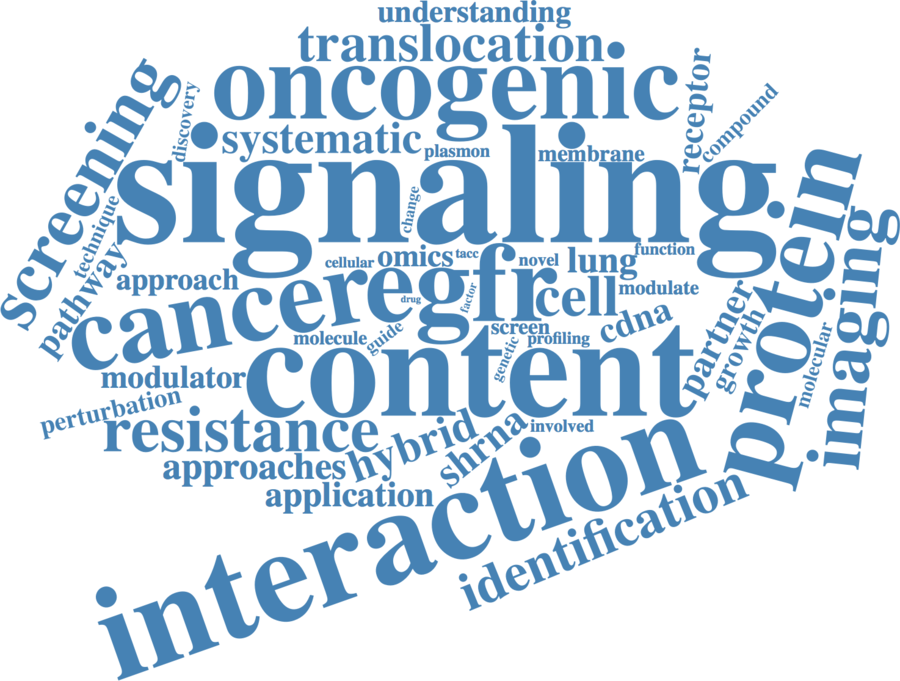 understanding
translocation
oncogenic
receptor
compound
screening
discovery
systematic
plasmon
membrane
signaling
change
technique
pathway
protein
imaging
approach
cellular
omics
tacc
novel
lung
function
cancer
egfr
drug
factor
cell
modulate
molecule
guide
screen
profiling
genetic
cdna
partner
growth
molecular
content
modulator
perturbation
resistance
hybrid
shrna
involved
approaches
application
interaction
identification